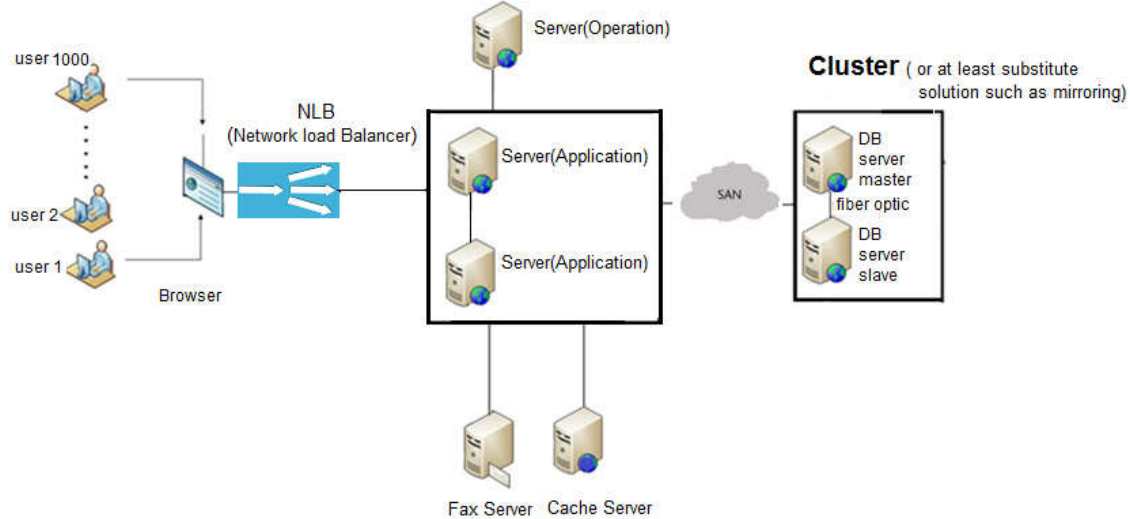 Server(Operation)
user 1000
Cluster ( or at least substitute
solution such as mirroring)
NLB
(Network load Balancer)
Server(Application)
DB
server
master
SAN
fiber optic
user 2
DB
server
slave
user 1
Server(Application)
Browser
Fax Server
Cache Server